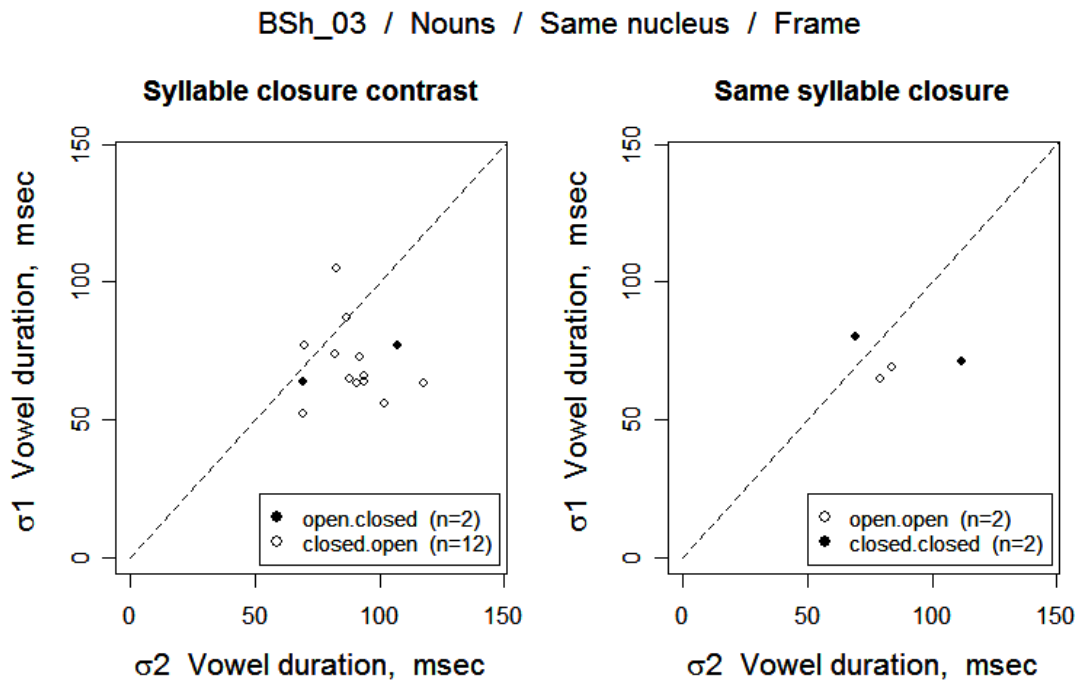 BSh_03 / Nouns / Same nucleus / Frame
Syllable closure contrast
σ1 Vowel duration, msec
150
100
50
0
open.closed (n=2)
closed.open (n=12)
0 50 100 150
σ2 Vowel duration, msec
Same syllable closure
σ1 Vowel duration, msec
150
100
50
0
open.open (n=2)
closed.closed (n=2)
0 50 100 150
σ2 Vowel duration, msec